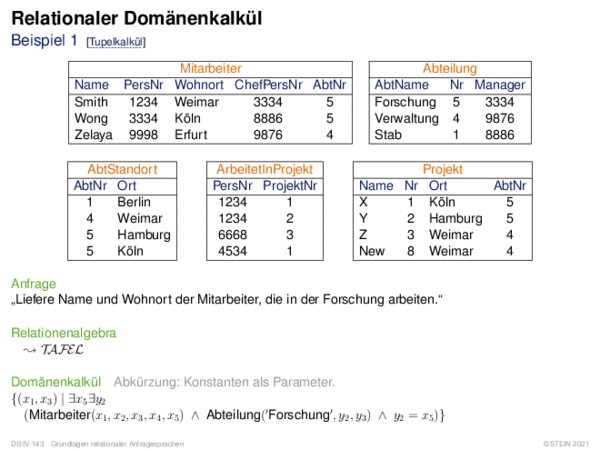 Relationaler Domänenkalkül
Beispiel 1 [Tupelkalkül]
Mitarbeiter
Name PersNr Wohnort ChefPersNr AbtNr
Smith 1234 Weimar 3334 5
Wong 3334 Köln 8886 5
Zelaya 9998 Erfurt 9876 4
Abteilung
AbtName Nr Manager
Forschung 5 3334
Verwaltung 4 9876
Stab 1 8886
AbtStandort
AbtNr Ort
1 Berlin
4 Weimar
5 Hamburg
5 Köln
ArbeitetInProjekt
PersNr ProjektNr
1234 1
1234 2
6668 3
4534 1
Projekt
Name Nr Ort AbtNr
X 1 Köln 5
Y 2 Hamburg 5
Z 3 Weimar 4
New 8 Weimar 4
Anfrage
„Liefere Name und Wohnort der Mitarbeiter, die in der Forschung arbeiten.“
Relationenalgebra
⤳ TAFEL
Domänenkalkül Abkürzung: Konstanten als Parameter.
{(x₁, x₃) | ∃x₅∃y₂
(Mitarbeiter(x₁, x₂, x₃, x₄, x₅) ∧ Abteilung('Forschung', y₂, y₃) ∧ y₂ = x₅)}
DB:IV-143 Grundlagen relationaler Anfragesprachen ©STEIN 2021